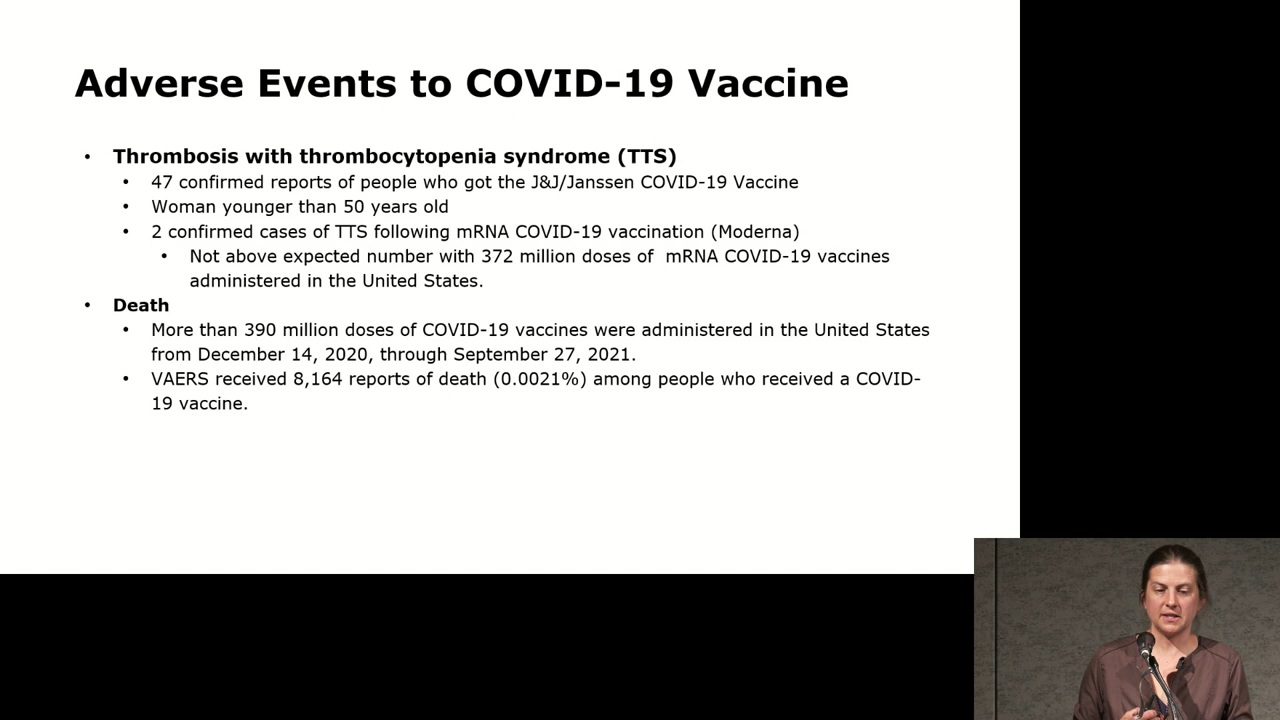 Adverse Events to COVID-19 Vaccine
• Thrombosis with thrombocytopenia syndrome (TTS)
• 47 confirmed reports of people who got the J&J/Janssen COVID-19 Vaccine
• Woman younger than 50 years old
• 2 confirmed cases of TTS following mRNA COVID-19 vaccination (Moderna)
• Not above expected number with 372 million doses of  mRNA COVID-19 vaccines
administered in the United States.
• Death
• More than 390 million doses of COVID-19 vaccines were administered in the United States
from December 14, 2020, through September 27, 2021.
• VAERS received 8,164 reports of death (0.0021%) among people who received a COVID-
19 vaccine.